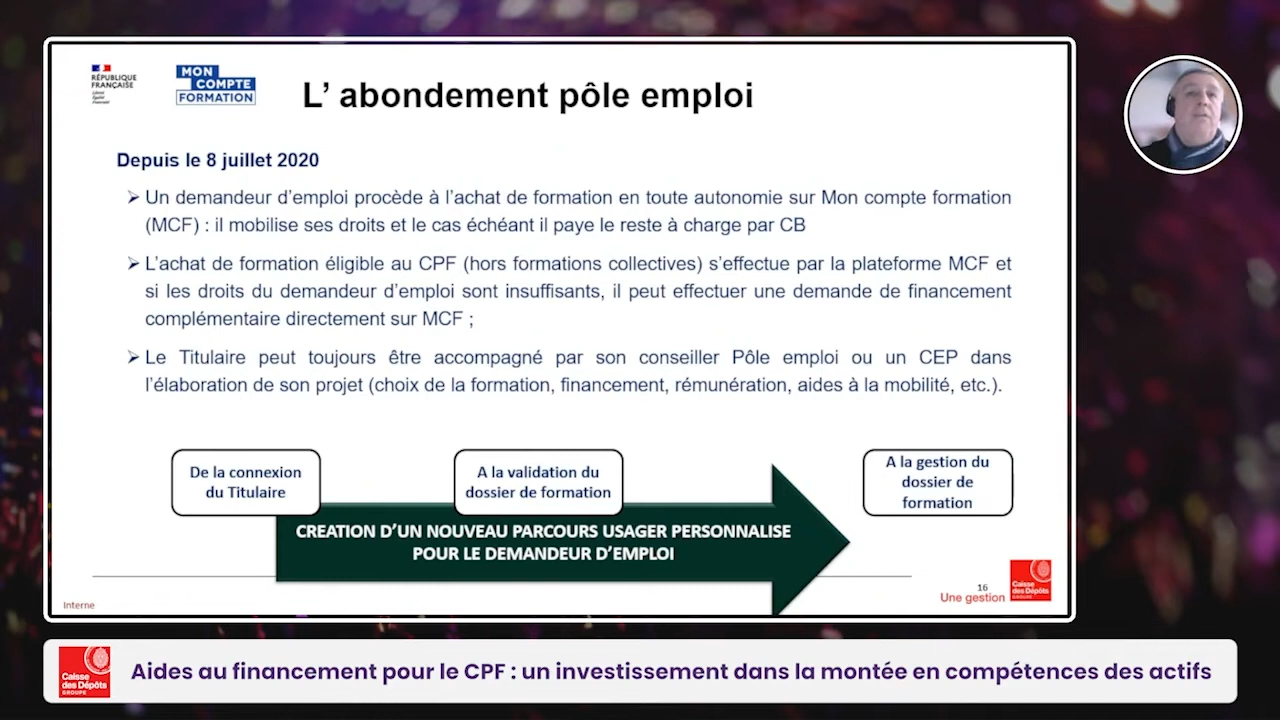 RÉPUBLIQUE
FRANÇAISE
Liberté
Égalité
Fraternité
MON
COMPTE
FORMATION
L’ abondement pôle emploi
Depuis le 8 juillet 2020
➢ Un demandeur d’emploi procède à l’achat de formation en toute autonomie sur Mon compte formation
(MCF) : il mobilise ses droits et le cas échéant il paye le reste à charge par CB
➢ L’achat de formation éligible au CPF (hors formations collectives) s’effectue par la plateforme MCF et
si les droits du demandeur d’emploi sont insuffisants, il peut effectuer une demande de financement
complémentaire directement sur MCF ;
➢ Le Titulaire peut toujours être accompagné par son conseiller Pôle emploi ou un CEP dans
l’élaboration de son projet (choix de la formation, financement, rémunération, aides à la mobilité, etc.).
De la connexion
du Titulaire
A la validation du
dossier de formation
A la gestion du
dossier de
formation
CREATION D’UN NOUVEAU PARCOURS USAGER PERSONNALISE
POUR LE DEMANDEUR D’EMPLOI
Interne
16
Une gestion
Caisse
des Dépôts
GROUPE
Caisse
des Dépôts
GROUPE
Aides au financement pour le CPF : un investissement dans la montée en compétences des actifs